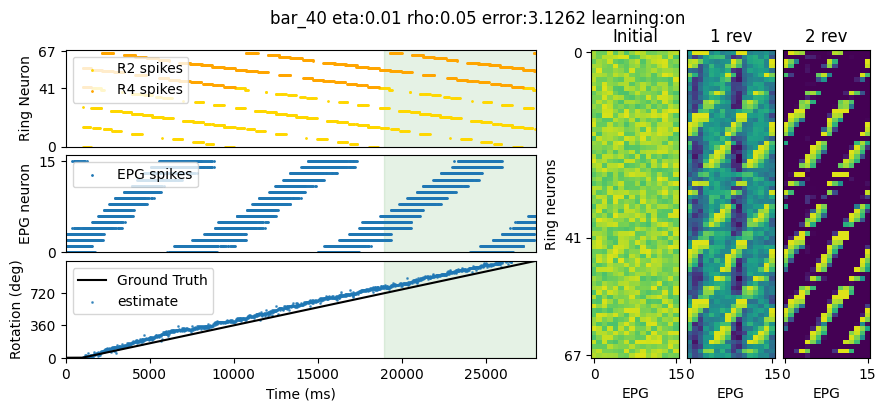 bar_40 eta:0.01 rho:0.05 error:3.1262 learning:on
Ring Neuron
67
41
0
R2 spikes
R4 spikes
EPG neuron
15
0
EPG spikes
Rotation (deg)
720
360
0
Ground Truth
estimate
0 5000 10000 15000 20000 25000
Time (ms)
Initial 1 rev 2 rev
Ring neurons
0
41
67
0 15 0 15 0 15
EPG EPG EPG